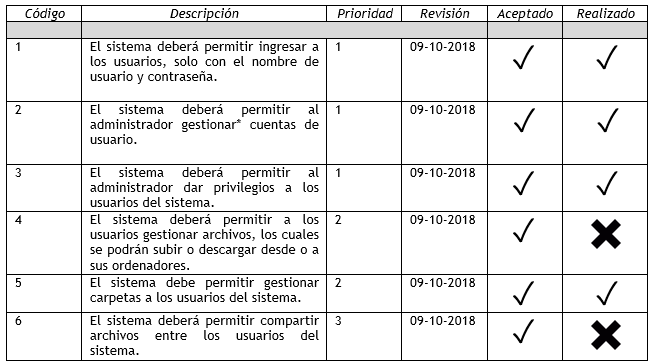 Código Descripción Prioridad Revisión Aceptado Realizado
1 El sistema deberá permitir ingresar a 1 09-10-2018
los usuarios, solo con el nombre de
usuario y contraseña.
2 El sistema deberá permitir al 1 09-10-2018
administrador gestionar* cuentas de
usuario.
3 El sistema deberá permitir al 1 09-10-2018
administrador dar privilegios a los
usuarios del sistema.
4 El sistema deberá permitir a los 2 09-10-2018
usuarios gestionar archivos, los cuales
se podrán subir o descargar desde o a
sus ordenadores.
5 El sistema debe permitir gestionar 2 09-10-2018
carpetas a los usuarios del sistema.
6 El sistema deberá permitir compartir 3 09-10-2018
archivos entre los usuarios del
sistema.